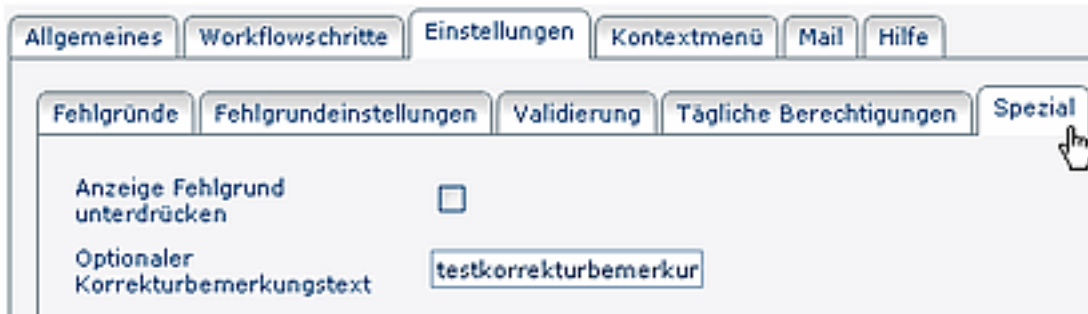 Allgemeines Workflowschritte Einstellungen Kontextmenü Mail Hilfe
Fehlgründe Fehlgrundeinstellungen Validierung Tägliche Berechtigungen Spezial
Anzeige Fehlgrund
unterdrücken
Optionaler
Korrekturbemerkungstext
testkorrekturbemerkur